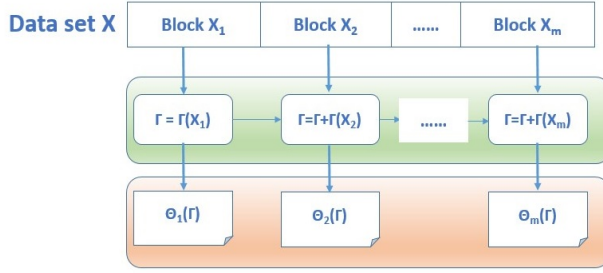 Data set X
Block X₁
Block X₂
......
Block Xₘ
Γ = Γ(X₁)
Γ=Γ+Γ(X₂)
......
Γ=Γ+Γ(Xₘ)
Θ₁(Γ)
Θ₂(Γ)
Θₘ(Γ)